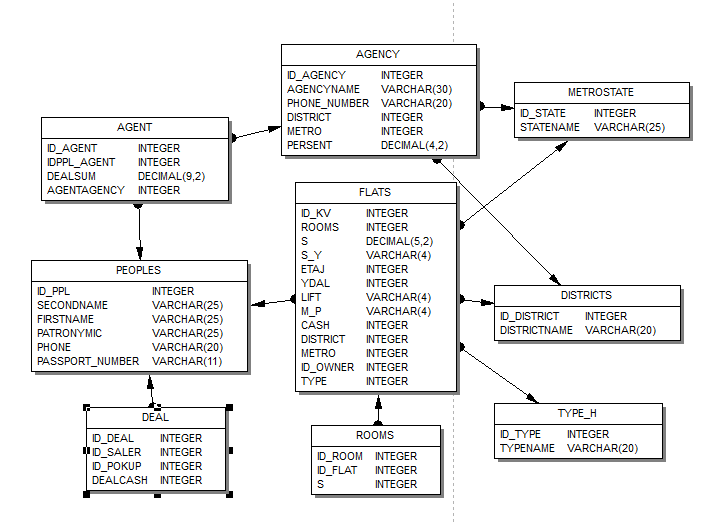 AGENCY
ID_AGENCY INTEGER
AGENCYNAME VARCHAR(30)
PHONE_NUMBER VARCHAR(20)
DISTRICT INTEGER
METRO INTEGER
PERSENT DECIMAL(4,2)
METROSTATE
ID_STATE INTEGER
STATENAME VARCHAR(25)
AGENT
ID_AGENT INTEGER
IDPPL_AGENT INTEGER
DEALSUM DECIMAL(9,2)
AGENTAGENCY INTEGER
FLATS
ID_KV INTEGER
ROOMS INTEGER
S DECIMAL(5,2)
S_Y VARCHAR(4)
ETAJ INTEGER
YDAL INTEGER
LIFT VARCHAR(4)
M_P VARCHAR(4)
CASH INTEGER
DISTRICT INTEGER
METRO INTEGER
ID_OWNER INTEGER
TYPE INTEGER
PEOPLES
ID_PPL INTEGER
SECONDNAME VARCHAR(25)
FIRSTNAME VARCHAR(25)
PATRONYMIC VARCHAR(25)
PHONE VARCHAR(20)
PASSPORT_NUMBER VARCHAR(11)
DISTRICTS
ID_DISTRICT INTEGER
DISTRICTNAME VARCHAR(20)
DEAL
ID_DEAL INTEGER
ID_SALER INTEGER
ID_POKUP INTEGER
DEALCASH INTEGER
ROOMS
ID_ROOM INTEGER
ID_FLAT INTEGER
S INTEGER
TYPE_H
ID_TYPE INTEGER
TYPENAME VARCHAR(20)